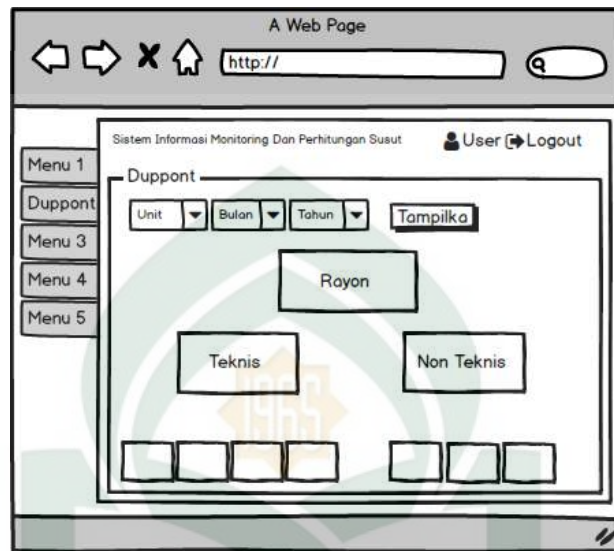 A Web Page
http://
Sistem Informasi Monitoring Dan Perhitungan Susut
User
Logout
Menu 1
Duppont
Menu 3
Menu 4
Menu 5
Duppont
Unit
Bulan
Tahun
Tampilka
Rayon
Teknis
Non Teknis
1965